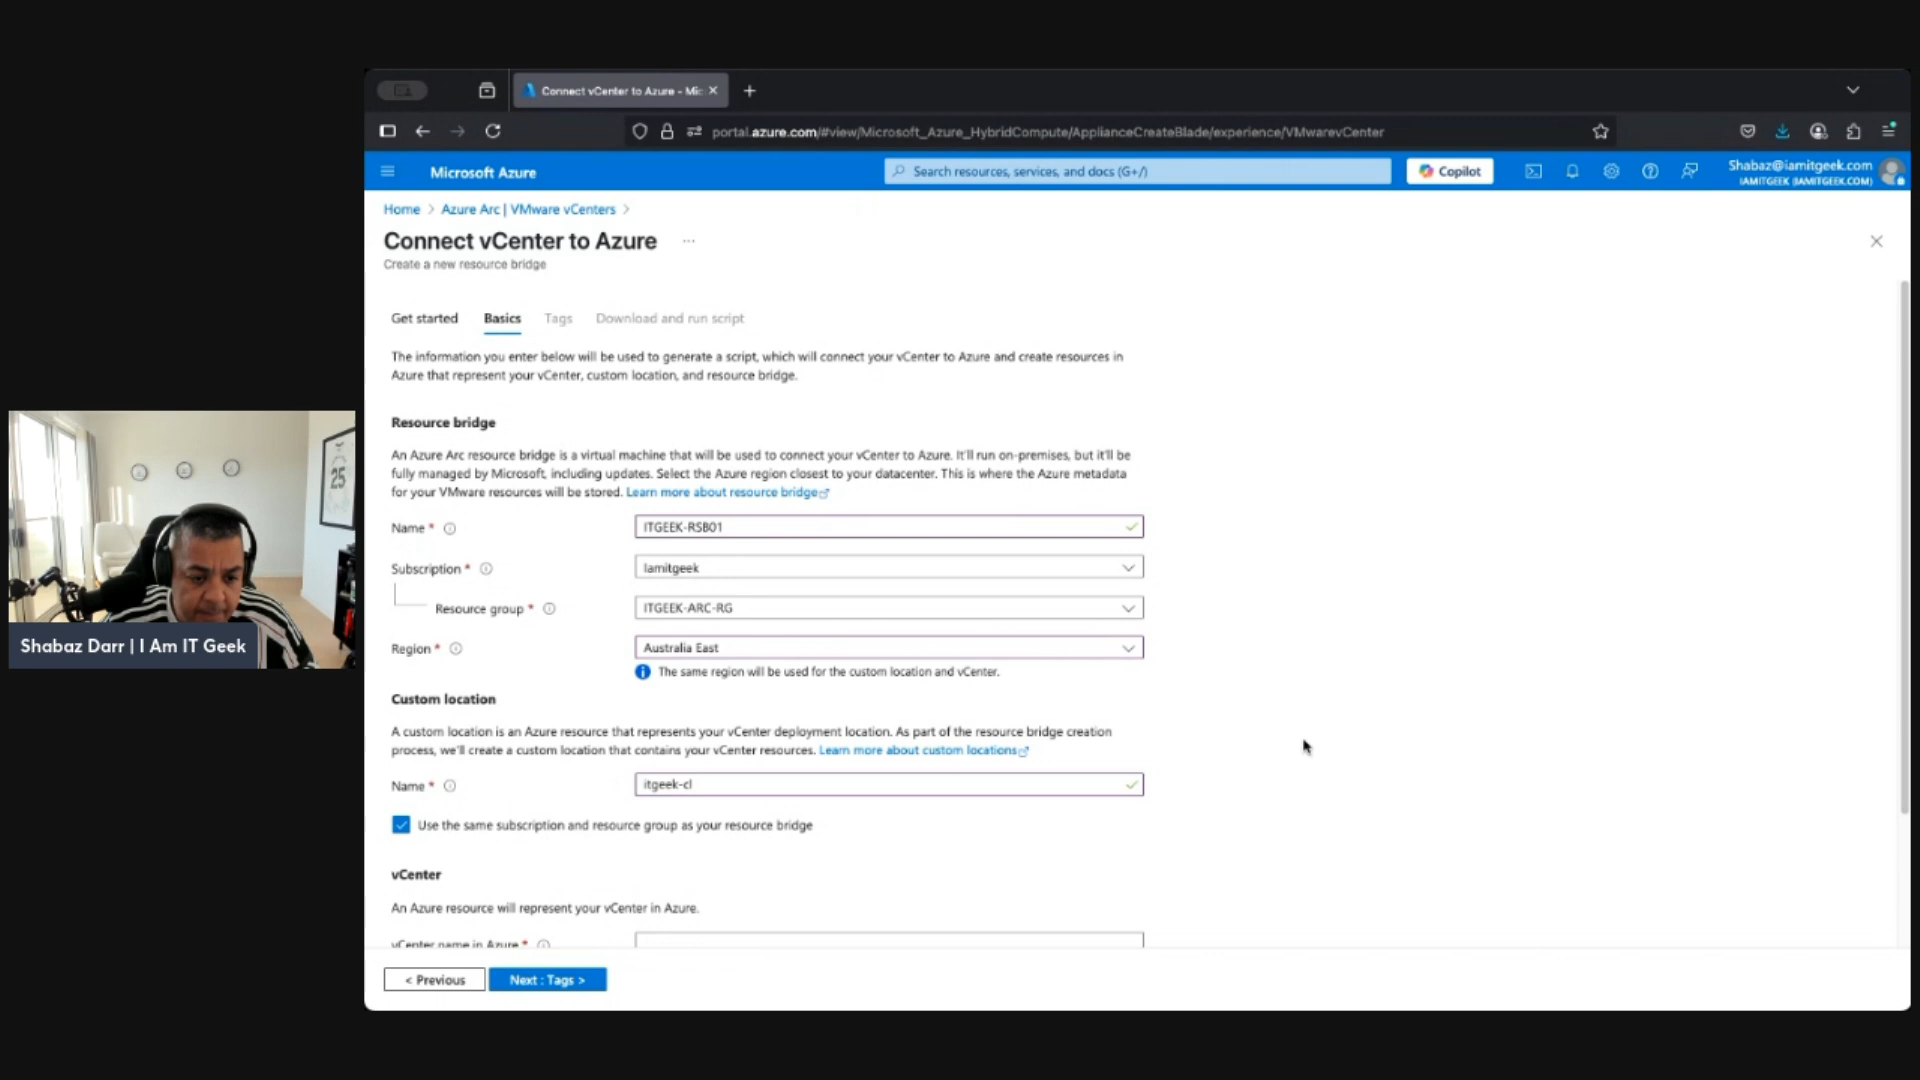 Connect vCenter to Azure - Mic
portal.azure.com/#view/Microsoft_Azure_HybridCompute/ApplianceCreateBlade/experience/VMwarevCenter
Microsoft Azure
Search resources, services, and docs (G+/)
Copilot
Shabaz@iamitgeek.com
IAMITGEEK (IAMITGEEK.COM)
Home > Azure Arc | VMware vCenters >
Connect vCenter to Azure ...
Create a new resource bridge
Get started Basics Tags Download and run script
The information you enter below will be used to generate a script, which will connect your vCenter to Azure and create resources in
Azure that represent your vCenter, custom location, and resource bridge.
Resource bridge
An Azure Arc resource bridge is a virtual machine that will be used to connect your vCenter to Azure. It'll run on-premises, but it'll be
fully managed by Microsoft, including updates. Select the Azure region closest to your datacenter. This is where the Azure metadata
for your VMware resources will be stored. Learn more about resource bridge
Name * ITGEEK-RSB01
Subscription * Iamitgeek
Resource group * ITGEEK-ARC-RG
Region * Australia East
The same region will be used for the custom location and vCenter.
Custom location
A custom location is an Azure resource that represents your vCenter deployment location. As part of the resource bridge creation
process, we'll create a custom location that contains your vCenter resources. Learn more about custom locations
Name * itgeek-cl
Use the same subscription and resource group as your resource bridge
vCenter
An Azure resource will represent your vCenter in Azure.
vCenter name in Azure *
< Previous
Next : Tags >
25
Shabaz Darr | I Am IT Geek